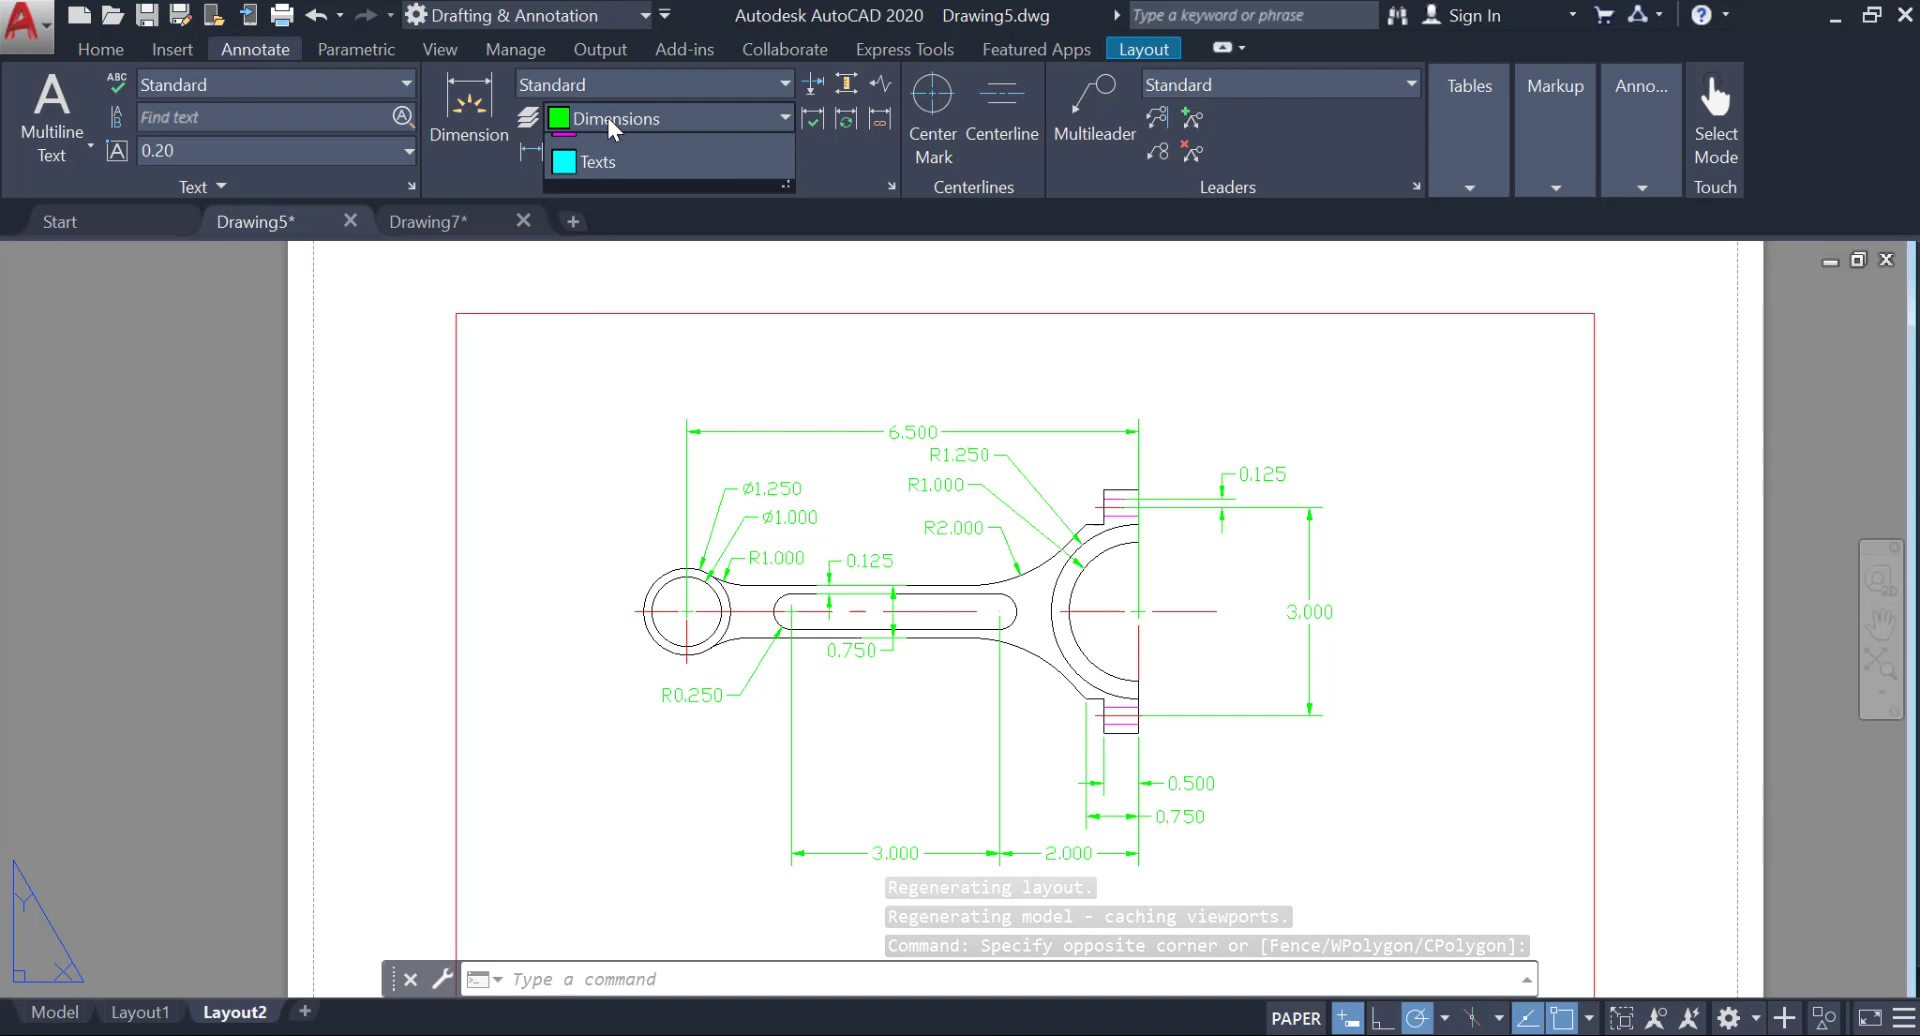 Drafting & Annotation
Autodesk AutoCAD 2020 Drawing5.dwg
Type a keyword or phrase
Sign In
Home Insert Annotate Parametric View Manage Output Add-ins Collaborate Express Tools Featured Apps Layout
Multiline
Text
ABC
Standard
Find text
0.20
Text
Dimension
Standard
Dimensions
Texts
Center
Mark
Centerline
Centerlines
Multileader
Standard
Leaders
Tables
Markup
Anno...
Select
Mode
Touch
Start
Drawing5*
Drawing7*
6.500
R1.250
0.125
R1.000
ø1.250
ø1.000
R2.000
R1.000
0.125
3.000
0.750
R0.250
0.500
0.750
3.000
2.000
Regenerating layout.
Regenerating model - caching viewports.
Command: Specify opposite corner or [Fence/WPolygon/CPolygon]:
Type a command
Y
X
Model
Layout1
Layout2
PAPER